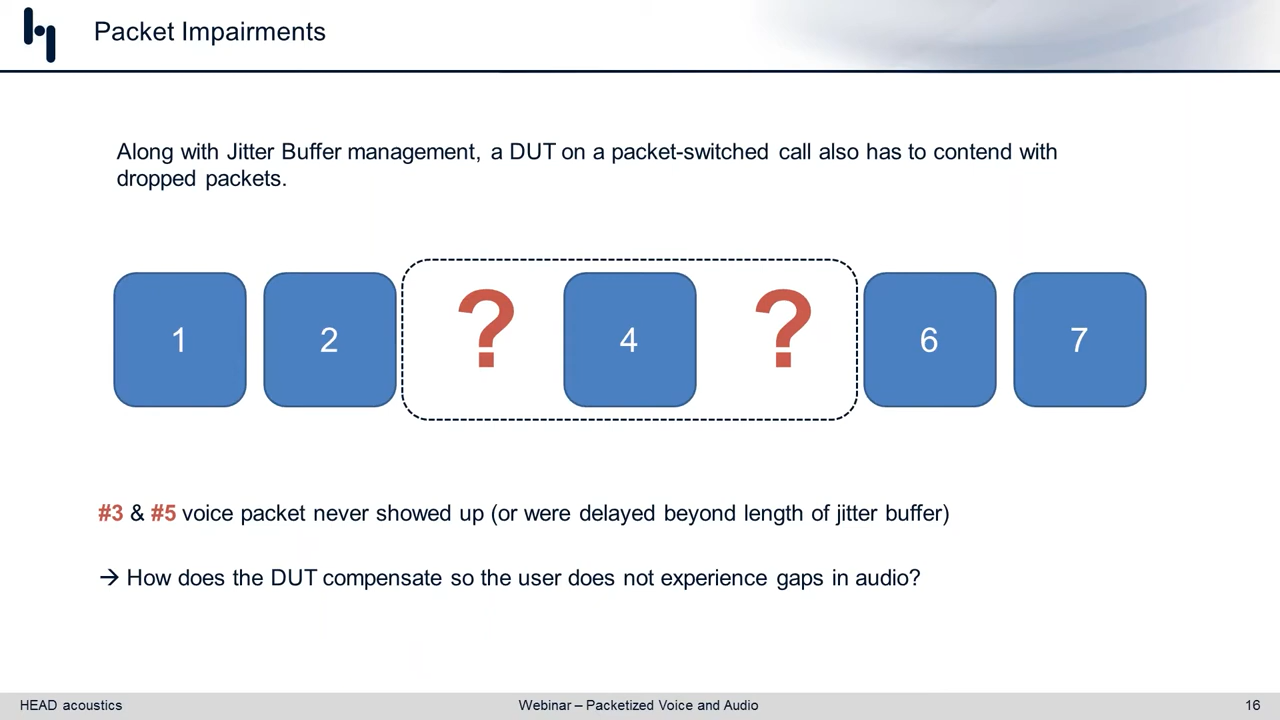 Packet Impairments
Along with Jitter Buffer management, a DUT on a packet-switched call also has to contend with
dropped packets.
1 2 ? 4 ? 6 7
#3 & #5 voice packet never showed up (or were delayed beyond length of jitter buffer)
→ How does the DUT compensate so the user does not experience gaps in audio?
HEAD acoustics Webinar – Packetized Voice and Audio 16